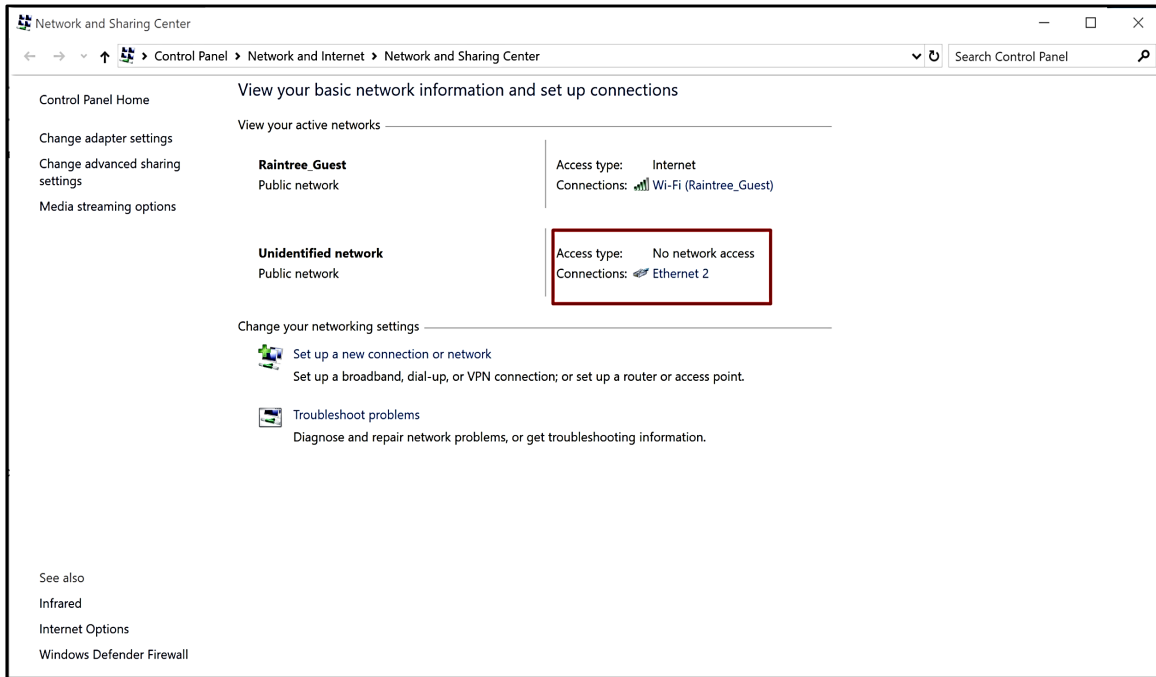 Network and Sharing Center
Control Panel > Network and Internet > Network and Sharing Center
Search Control Panel
Control Panel Home
Change adapter settings
Change advanced sharing
settings
Media streaming options
View your basic network information and set up connections
View your active networks
Raintree_Guest
Public network
Access type: Internet
Connections: Wi-Fi (Raintree_Guest)
Unidentified network
Public network
Access type: No network access
Connections: Ethernet 2
Change your networking settings
Set up a new connection or network
Set up a broadband, dial-up, or VPN connection; or set up a router or access point.
Troubleshoot problems
Diagnose and repair network problems, or get troubleshooting information.
See also
Infrared
Internet Options
Windows Defender Firewall